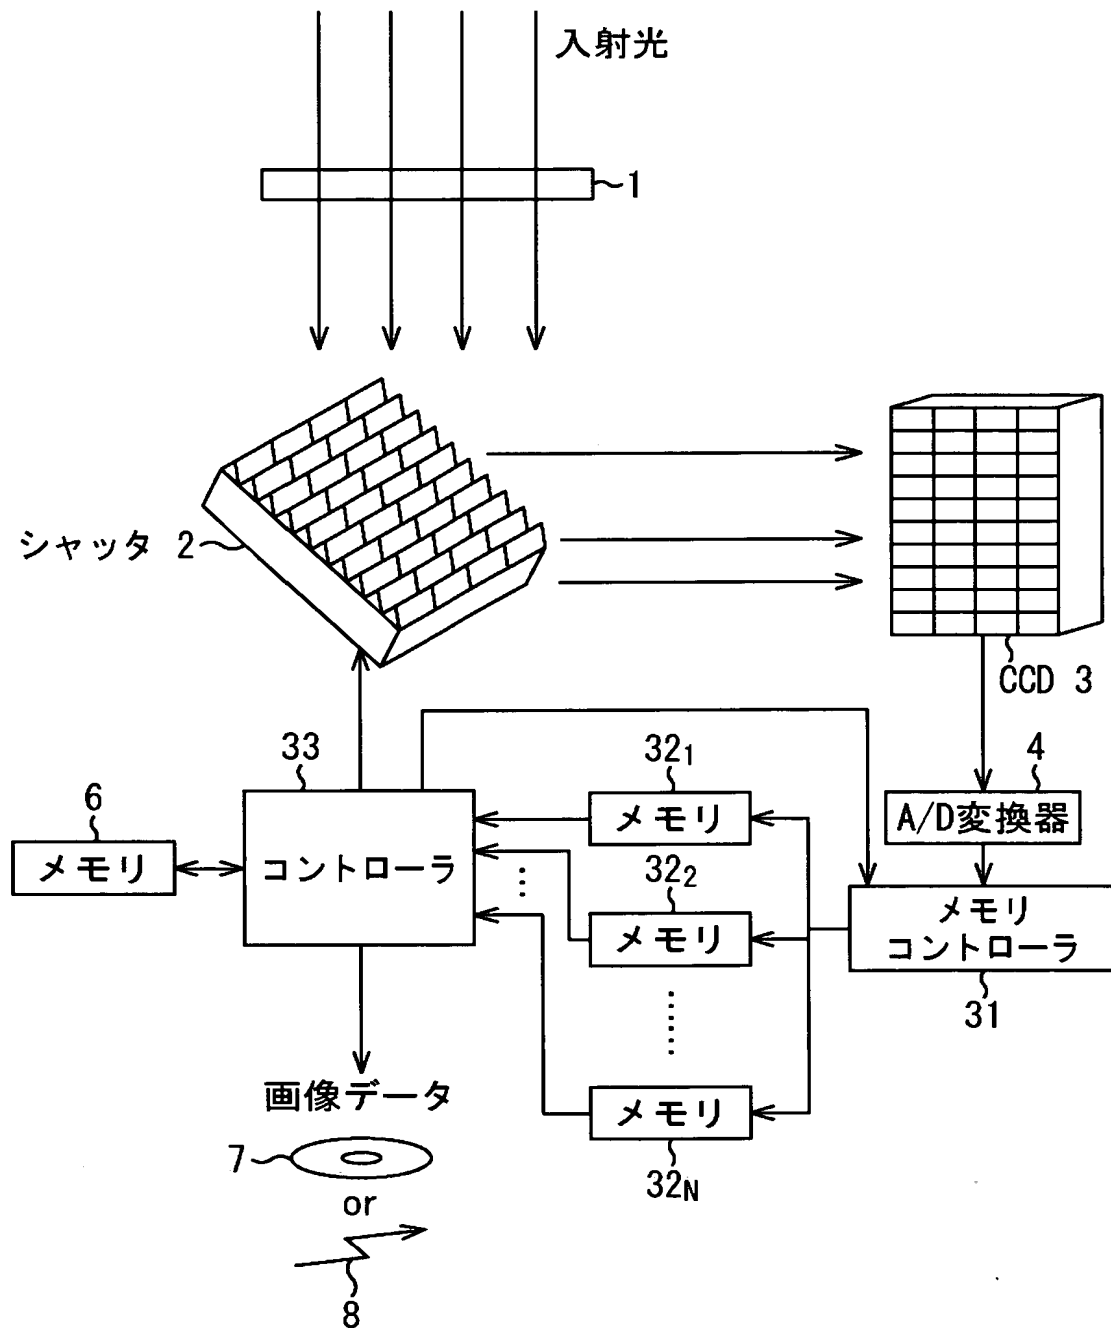 入射光
1
シャッタ 2
CCD 3
33
32₁
4
6
メモリ
A/D変換器
メモリ
コントローラ
⋮
32₂
メモリ
メモリ
コントローラ
31
画像データ
メモリ
7
32N
or
8